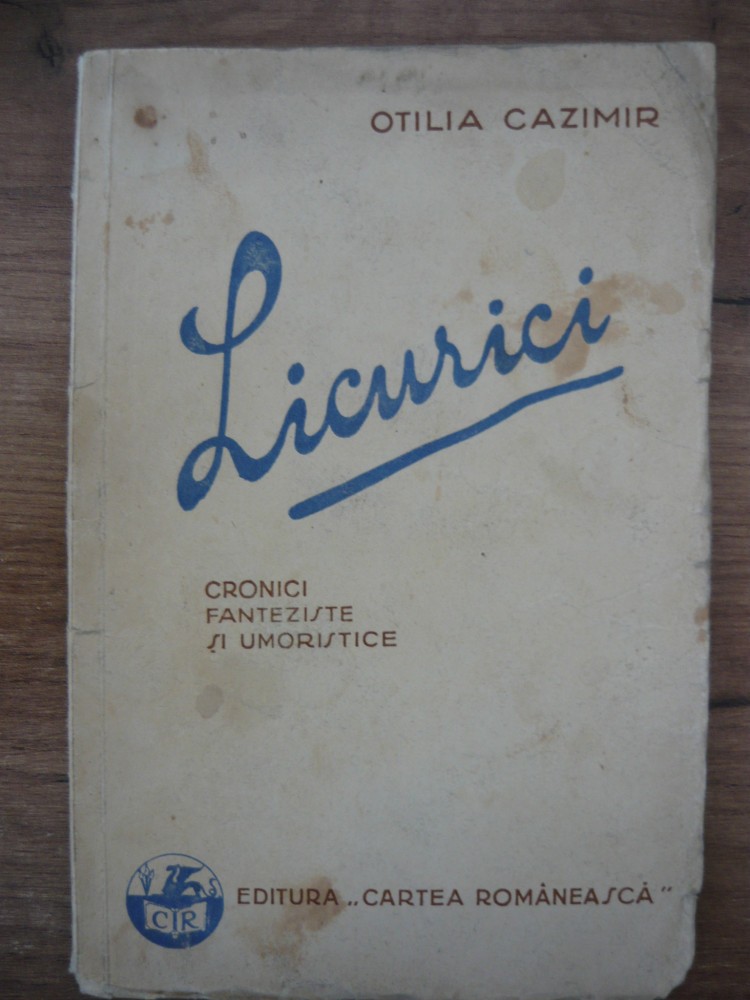 OTILIA CAZIMIR
Licurici
CRONICI
FANTEZISTE
ȘI UMORISTICE
EDITURA „CARTEA ROMÂNEASCĂ"
CR